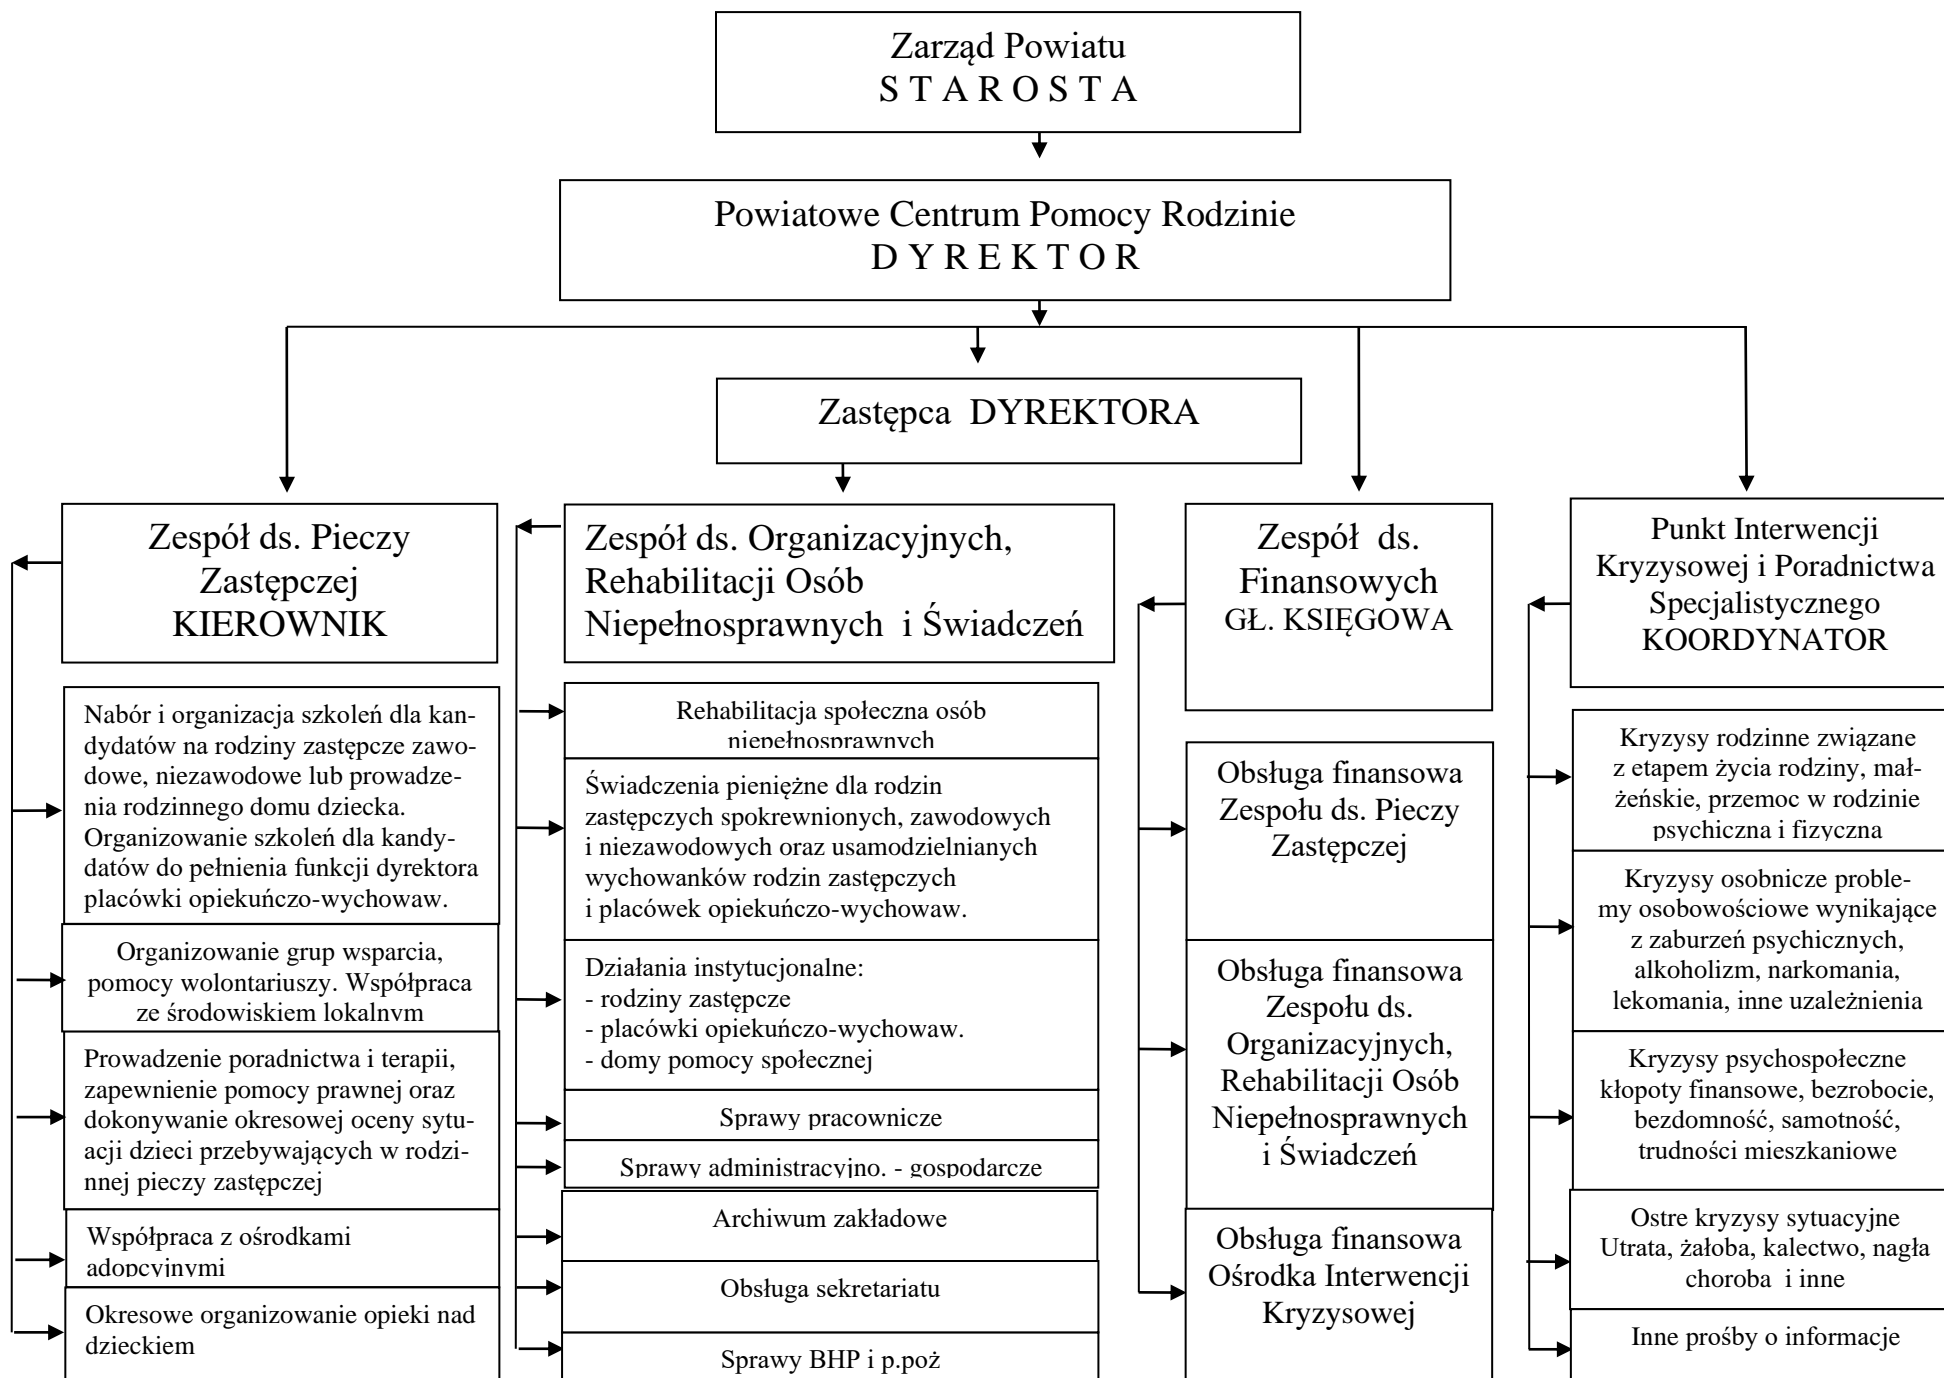 Zarząd Powiatu
S T A R O S T A
Powiatowe Centrum Pomocy Rodzinie
D Y R E K T O R
Zastępca DYREKTORA
Zespół ds. Pieczy
Zastępczej
KIEROWNIK
Nabór i organizacja szkoleń dla kan-
dydatów na rodziny zastępcze zawo-
dowe, niezawodowe lub prowadze-
nia rodzinnego domu dziecka.
Organizowanie szkoleń dla kandy-
datów do pełnienia funkcji dyrektora
placówki opiekuńczo-wychowaw.
Organizowanie grup wsparcia,
pomocy wolontariuszy. Współpraca
ze środowiskiem lokalnym
Prowadzenie poradnictwa i terapii,
zapewnienie pomocy prawnej oraz
dokonywanie okresowej oceny sytu-
acji dzieci przebywających w rodzi-
nnej pieczy zastępczej
Współpraca z ośrodkami
adopcyjnymi
Okresowe organizowanie opieki nad
dzieckiem
Zespół ds. Organizacyjnych,
Rehabilitacji Osób
Niepełnosprawnych i Świadczeń
Rehabilitacja społeczna osób
niepełnosprawnych
Świadczenia pieniężne dla rodzin
zastępczych spokrewnionych, zawodowych
i niezawodowych oraz usamodzielnianych
wychowanków rodzin zastępczych
i placówek opiekuńczo-wychowaw.
Działania instytucjonalne:
- rodziny zastępcze
- placówki opiekuńczo-wychowaw.
- domy pomocy społecznej
Sprawy pracownicze
Sprawy administracyjno. - gospodarcze
Archiwum zakładowe
Obsługa sekretariatu
Sprawy BHP i p.poż
Zespół ds.
Finansowych
GŁ. KSIĘGOWA
Obsługa finansowa
Zespołu ds. Pieczy
Zastępczej
Obsługa finansowa
Zespołu ds.
Organizacyjnych,
Rehabilitacji Osób
Niepełnosprawnych
i Świadczeń
Obsługa finansowa
Ośrodka Interwencji
Kryzysowej
Punkt Interwencji
Kryzysowej i Poradnictwa
Specjalistycznego
KOORDYNATOR
Kryzysy rodzinne związane
z etapem życia rodziny, mał-
żeńskie, przemoc w rodzinie
psychiczna i fizyczna
Kryzysy osobnicze proble-
my osobowościowe wynikające
z zaburzeń psychicznych,
alkoholizm, narkomania,
lekomania, inne uzależnienia
Kryzysy psychospołeczne
kłopoty finansowe, bezrobocie,
bezdomność, samotność,
trudności mieszkaniowe
Ostre kryzysy sytuacyjne
Utrata, żałoba, kalectwo, nagła
choroba i inne
Inne prośby o informacje